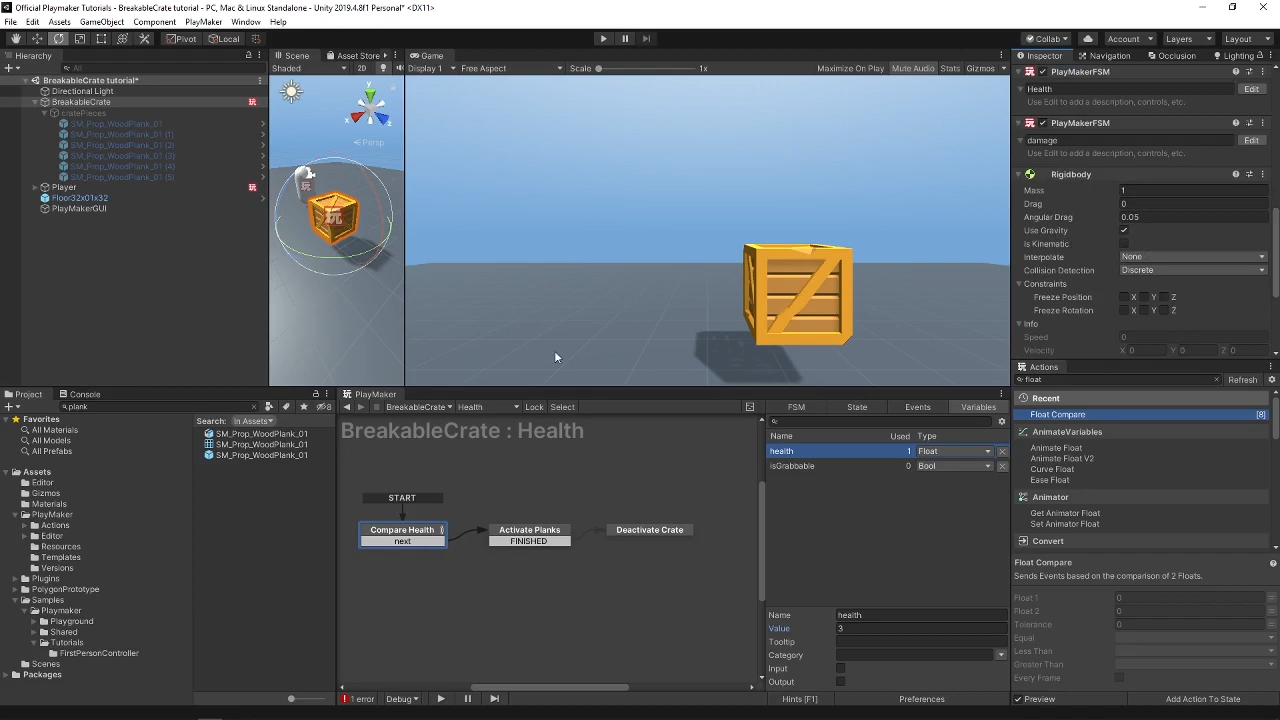 Official Playmaker Tutorials - BreakableCrate tutorial - PC, Mac & Linux Standalone - Unity 2019.4.8f1 Personal* <DX11>
File Edit Assets GameObject Component PlayMaker Window Help
Pivot Local Collab Account Layers Layout
Hierarchy Scene Asset Store Game Inspector Navigation Occlusion Lighting
All Shaded 2D Display 1 Free Aspect Scale 1x Maximize On Play Mute Audio Stats Gizmos PlayMakerFSM
BreakableCrate tutorial*
Directional Light
BreakableCrate
cratePieces
SM_Prop_WoodPlank_01
SM_Prop_WoodPlank_01 (1)
SM_Prop_WoodPlank_01 (2)
SM_Prop_WoodPlank_01 (3)
SM_Prop_WoodPlank_01 (4)
SM_Prop_WoodPlank_01 (5)
Player
Floor32x01x32
PlayMakerGUI
y
x
z
Persp
Health Edit
Use Edit to add a description, controls, etc.
PlayMakerFSM
damage Edit
Use Edit to add a description, controls, etc.
Rigidbody
Mass 1
Drag 0
Angular Drag 0.05
Use Gravity
Is Kinematic
Interpolate None
Collision Detection Discrete
Constraints
Freeze Position X Y Z
Freeze Rotation X Y Z
Info
Speed 0
Velocity X 0 Y 0 Z 0
Project Console
plank 8
Favorites
All Materials
All Models
All Prefabs
Assets
Editor
Gizmos
Materials
PlayMaker
Actions
Editor
Resources
Templates
Versions
Plugins
PolygonPrototype
Samples
Playmaker
Playground
Shared
Tutorials
FirstPersonController
Scenes
Packages
Search: In Assets
SM_Prop_WoodPlank_01
SM_Prop_WoodPlank_01
SM_Prop_WoodPlank_01
PlayMaker
BreakableCrate Health Lock Select
BreakableCrate : Health
START
Compare Health
next
Activate Planks
FINISHED
Deactivate Crate
1 error Debug Hints [F1] Preferences
FSM State Events Variables
Name Used Type
health 1 Float
isGrabbable 0 Bool
Name health
Value 3
Tooltip
Category
Input
Output
Actions
float Refresh
Recent
Float Compare [8]
AnimateVariables
Animate Float
Animate Float V2
Curve Float
Ease Float
Animator
Get Animator Float
Set Animator Float
Convert
Float Compare
Sends Events based on the comparison of 2 Floats.
Float 1 0
Float 2 0
Tolerance 0
Equal
Less Than
Greater Than
Every Frame
Preview Add Action To State